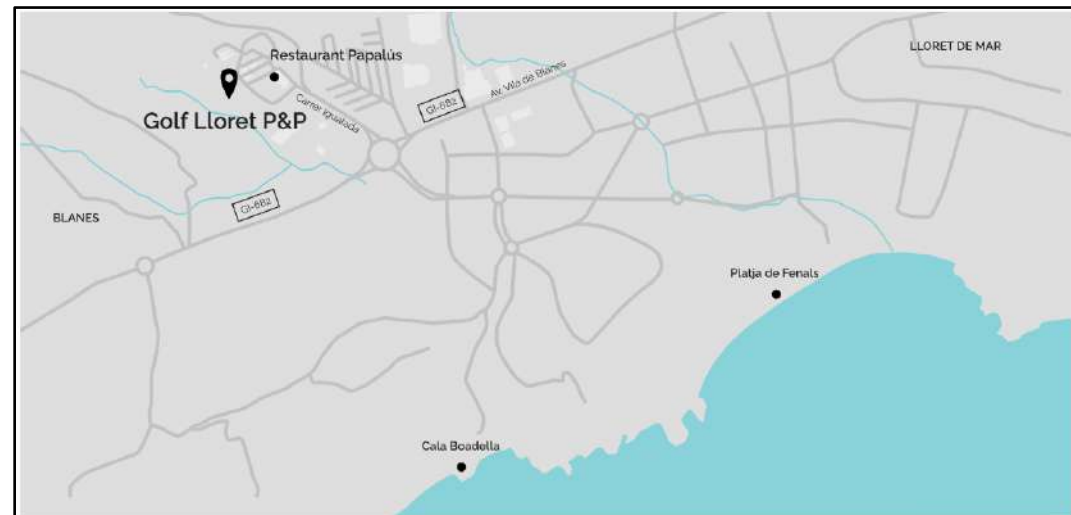 LLORET DE MAR
Restaurant Papalús
Av. Vila de Blanes
GI-682
Carrer Igualada
Golf Lloret P&P
GI-682
BLANES
Platja de Fenals
Cala Boadella